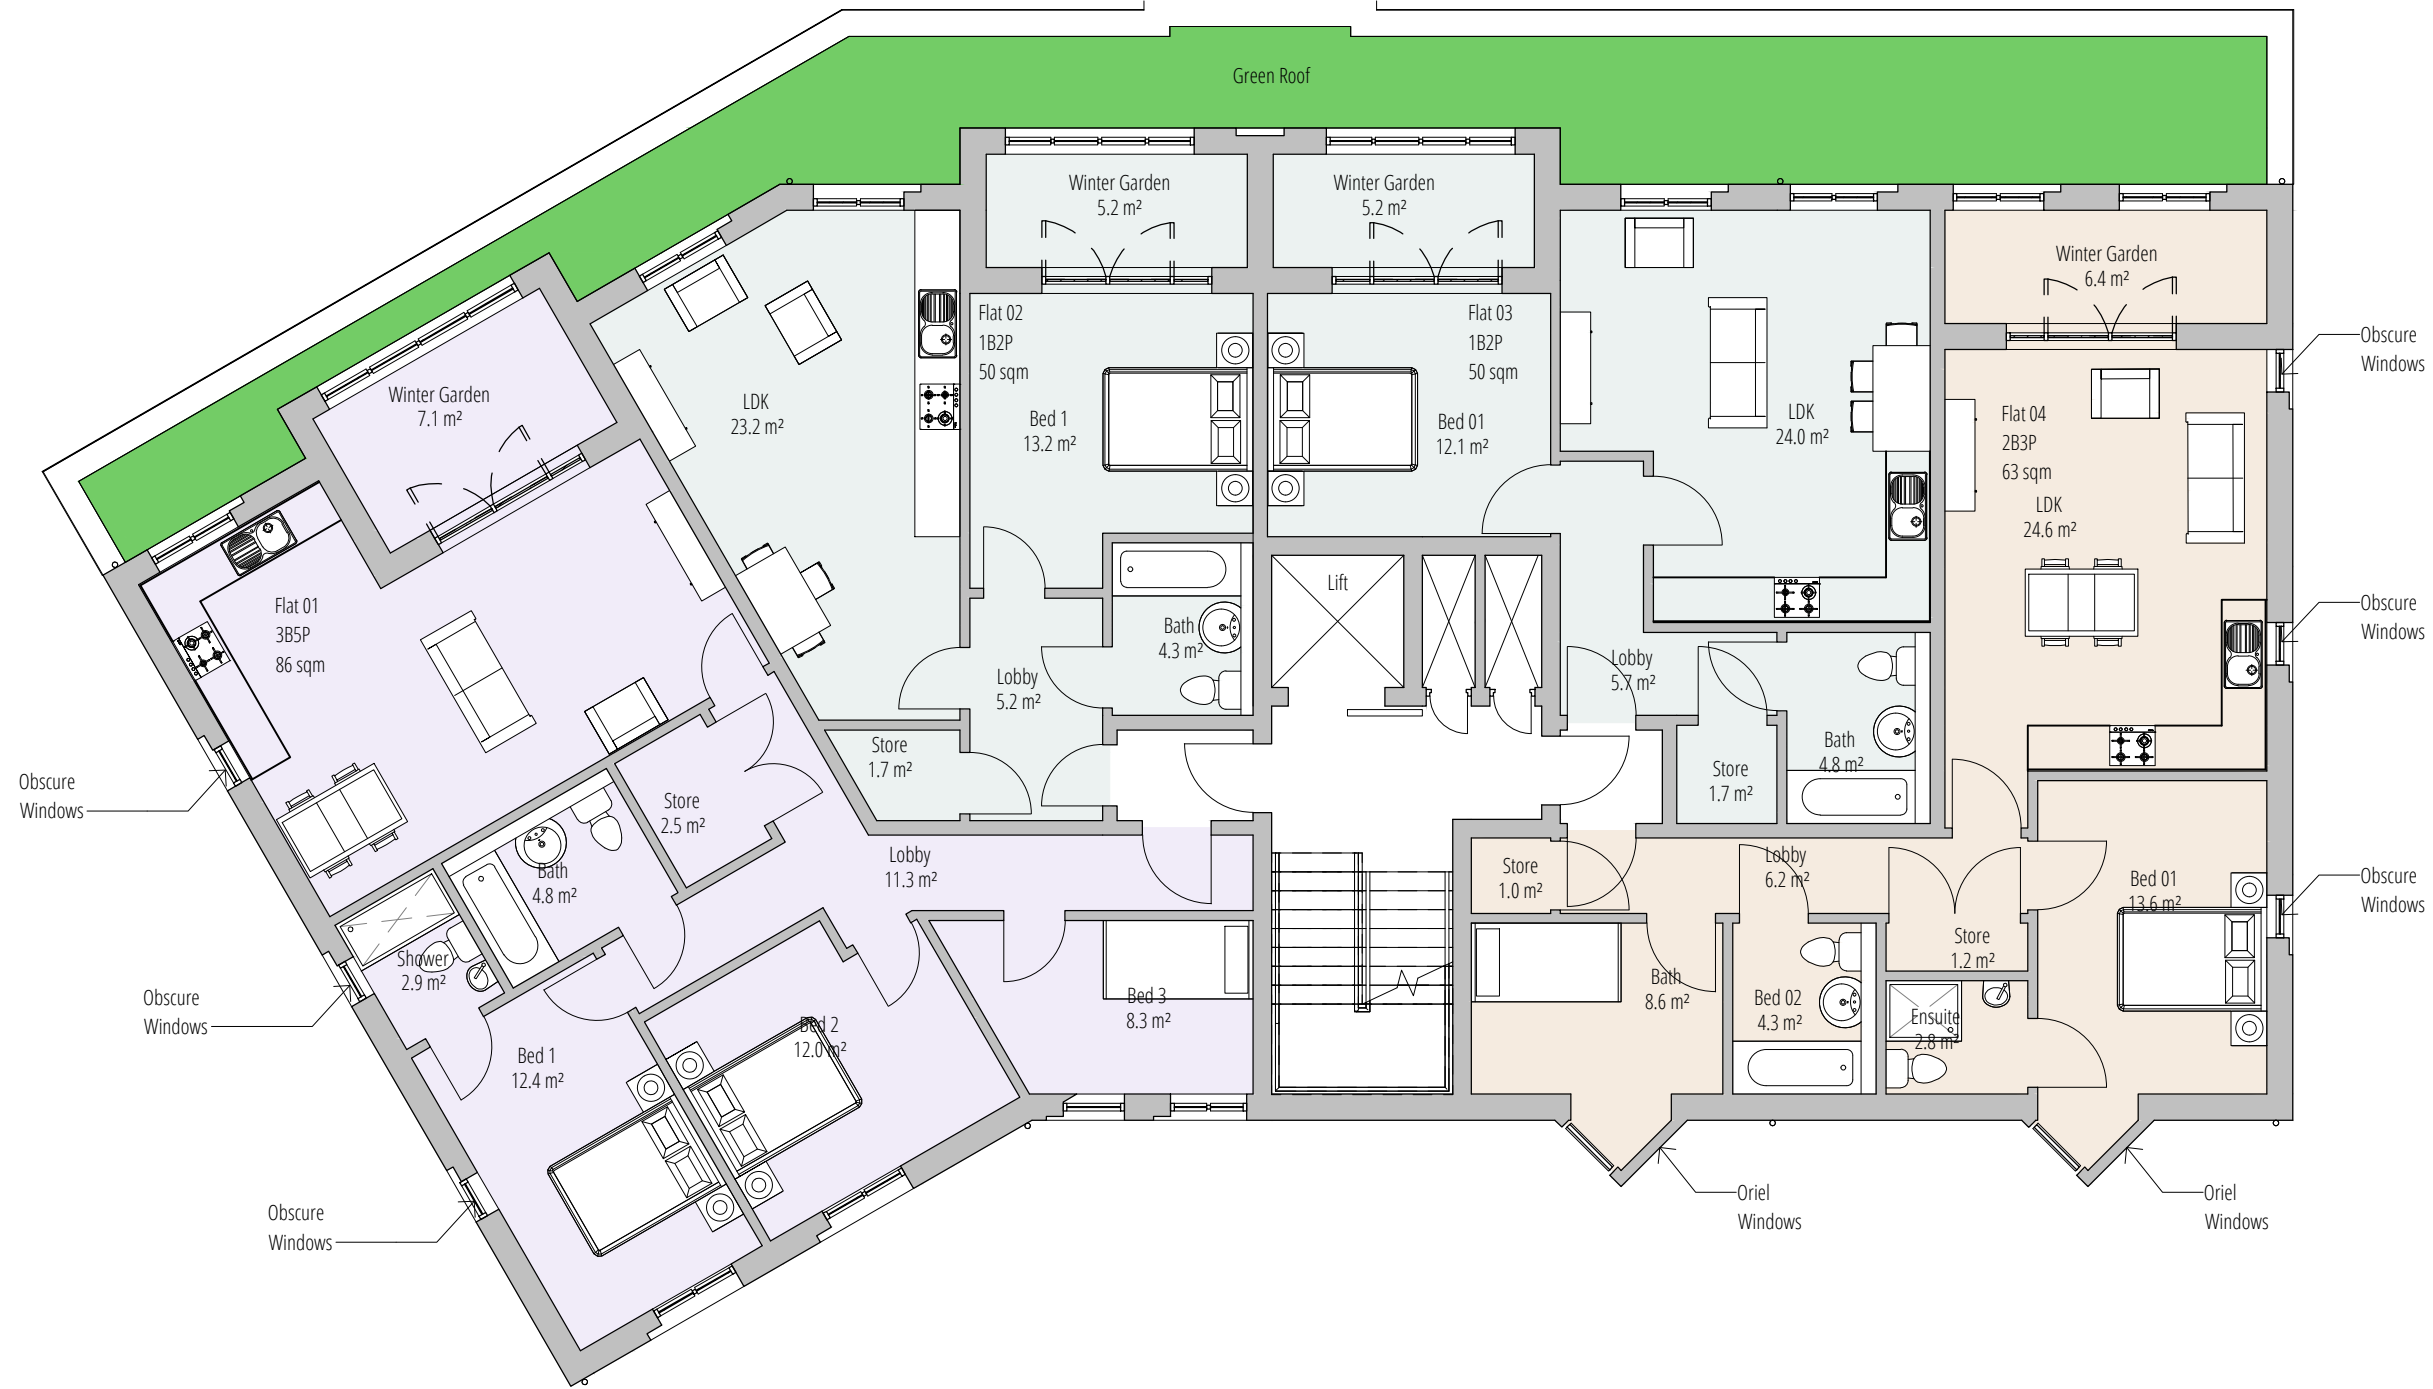 Green Roof
Winter Garden
5.2 m²
Winter Garden
5.2 m²
Winter Garden
6.4 m²
Flat 02
1B2P
50 sqm
Flat 03
1B2P
50 sqm
Obscure
Windows
Winter Garden
7.1 m²
LDK
23.2 m²
Bed 1
13.2 m²
Bed 01
12.1 m²
LDK
24.0 m²
Flat 04
2B3P
63 sqm
LDK
24.6 m²
Lift
Flat 01
3B5P
86 sqm
Obscure
Windows
Bath
4.3 m²
Lobby
5.2 m²
Lobby
5.7 m²
Store
1.7 m²
Bath
4.8 m²
Store
1.7 m²
Obscure
Windows
Store
2.5 m²
Bath
4.8 m²
Lobby
11.3 m²
Store
1.0 m²
Lobby
6.2 m²
Bed 01
13.6 m²
Obscure
Windows
Shower
2.9 m²
Store
1.2 m²
Obscure
Windows
Bed 3
8.3 m²
Bath
8.6 m²
Bed 02
4.3 m²
Ensuite
2.8 m²
Bed 2
12.0 m²
Bed 1
12.4 m²
Obscure
Windows
Oriel
Windows
Oriel
Windows